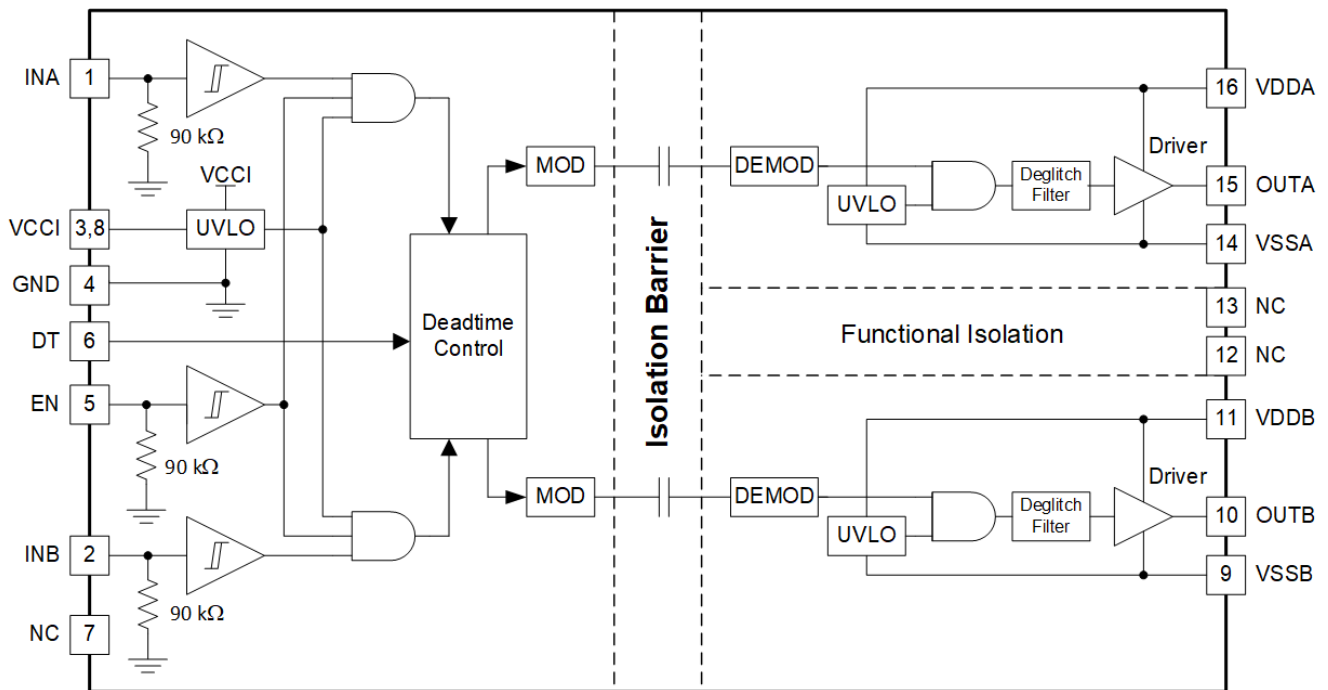 INA 1
90 kΩ
VCCI
VCCI 3,8 UVLO
GND 4
DT 6
EN 5
90 kΩ
INB 2
90 kΩ
NC 7
Deadtime
Control
MOD
MOD
Isolation Barrier
DEMOD
UVLO
Deglitch
Filter
Driver
16 VDDA
15 OUTA
14 VSSA
13 NC
Functional Isolation
12 NC
11 VDDB
DEMOD
UVLO
Deglitch
Filter
Driver
10 OUTB
9 VSSB